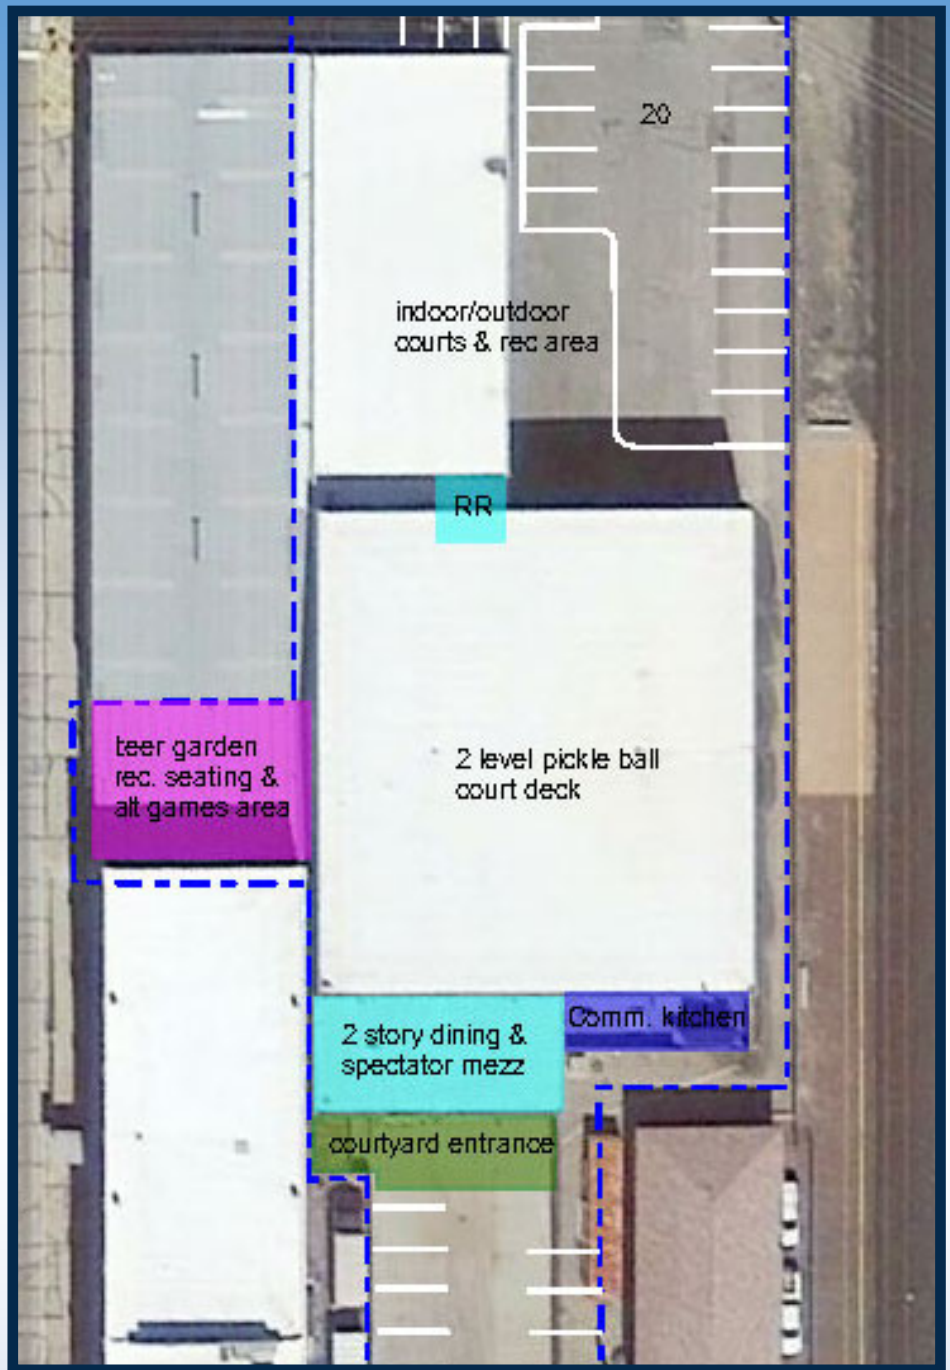 20
indoor/outdoor
courts & rec area
RR
teer garden
rec. seating &
alt games area
2 level pickle ball
court deck
2 story dining &
spectator mezz
Comm. kitchen
courtyard entrance